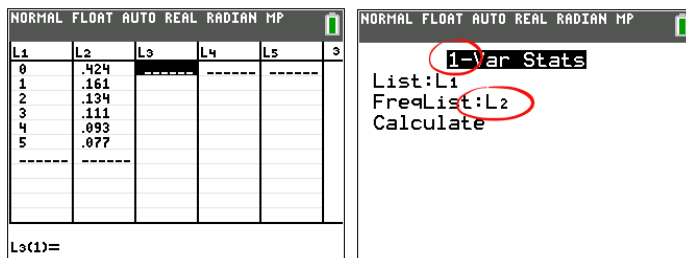 NORMAL FLOAT AUTO REAL RADIAN MP
L1 L2 L3 L4 L5 3
0 .424 ------ ------ ------
1 .161
2 .134
3 .111
4 .093
5 .077
------ ------
L3(1)=
NORMAL FLOAT AUTO REAL RADIAN MP
1-Var Stats
List:L1
FreqList:L2
Calculate